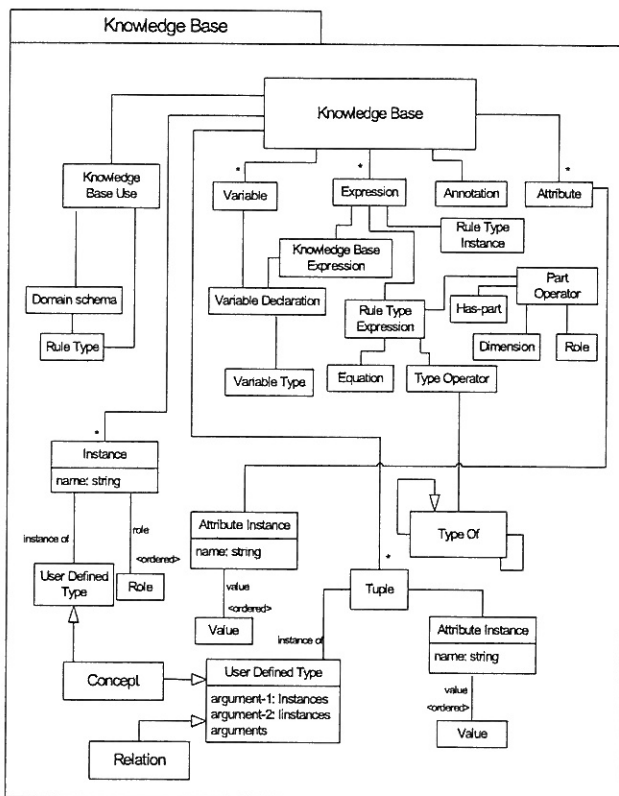 Knowledge Base
Knowledge Base
*
*
*
Knowledge
Base Use
Variable
Expression
Annotation
Attribute
Rule Type
Instance
Knowledge Base
Expression
Part
Operator
Domain schema
Variable Declaration
Rule Type
Expression
Has-part
Rule Type
Dimension
Role
Variable Type
Equation
Type Operator
*
Instance
name: string
Attribute Instance
name: string
Type Of
instance of
role
<ordered>
*
User Defined
Type
Role
value
<ordered>
Tuple
Value
instance of
Attribute Instance
name: string
Concept
User Defined Type
argument-1: Instances
argument-2: Iinstances
arguments
value
<ordered>
Relation
Value